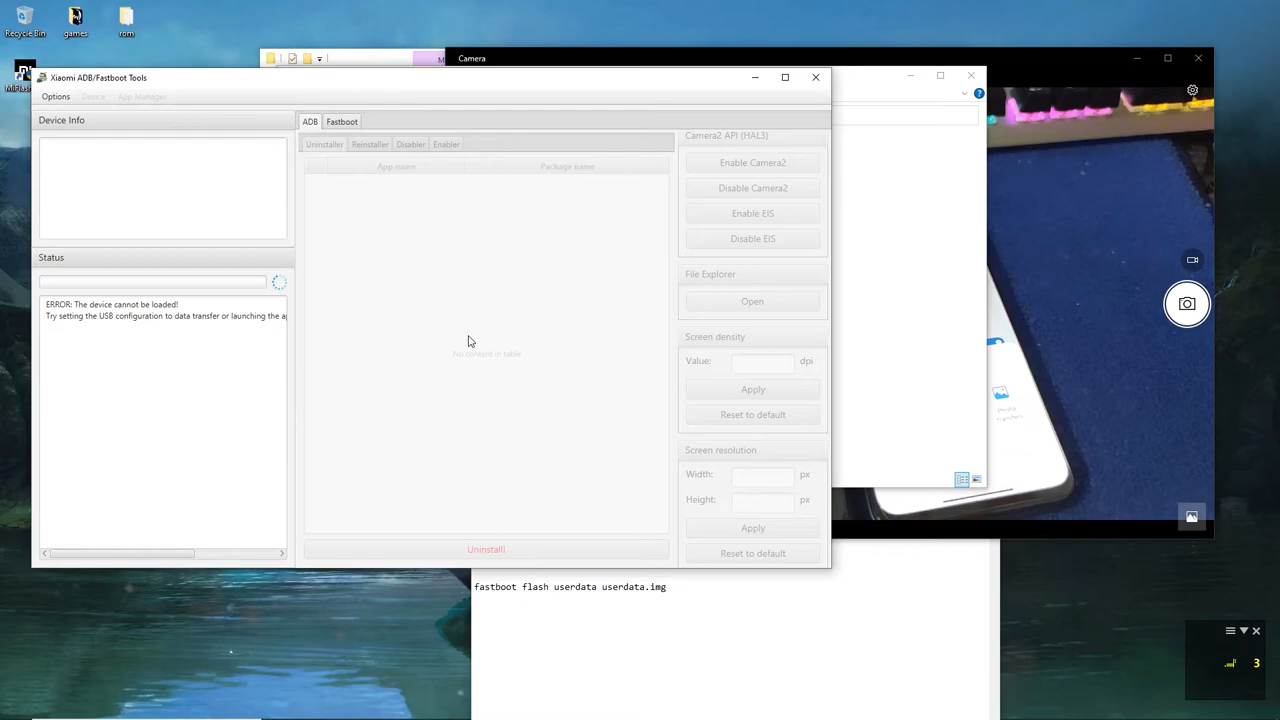 Recycle Bin
games
rom
Camera
Xiaomi ADB/Fastboot Tools
Options
Device
App Manager
Device Info
ADB
Fastboot
Uninstaller
Reinstaller
Disabler
Enabler
App name
Package name
No content in table
Uninstall!
Status
ERROR: The device cannot be loaded!
Try setting the USB configuration to data transfer or launching the
Camera2 API (HAL3)
Enable Camera2
Disable Camera2
Enable EIS
Disable EIS
File Explorer
Open
Screen density
Value:
dpi
Apply
Reset to default
Screen resolution
Width:
px
Height:
px
Apply
Reset to default
fastboot flash userdata userdata.img
3